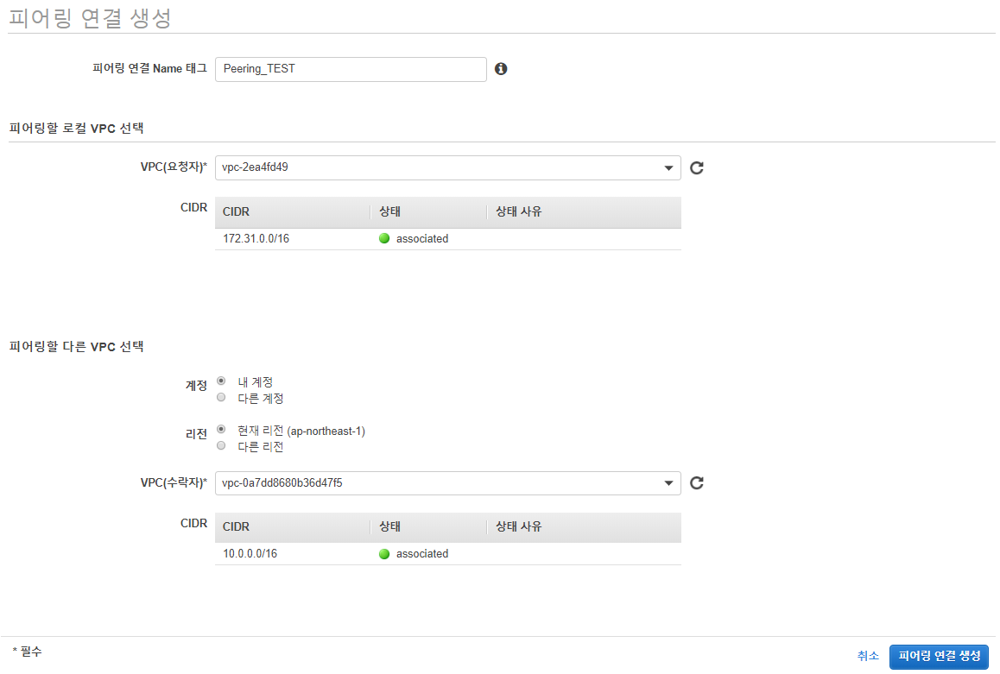 피어링 연결 생성
피어링 연결 Name 태그 Peering_TEST
피어링할 로컬 VPC 선택
VPC(요청자)* vpc-2ea4fd49
CIDR CIDR 상태 상태 사유
172.31.0.0/16 associated
피어링할 다른 VPC 선택
계정 내 계정
다른 계정
리전 현재 리전 (ap-northeast-1)
다른 리전
VPC(수락자)* vpc-0a7dd8680b36d47f5
CIDR CIDR 상태 상태 사유
10.0.0.0/16 associated
* 필수 취소 피어링 연결 생성